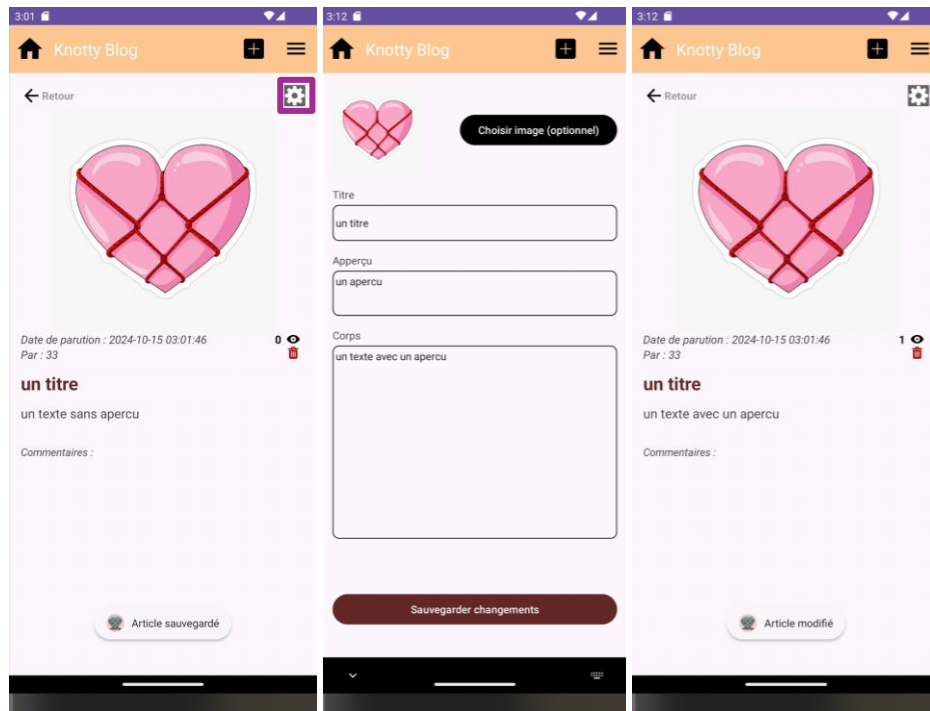 3:01
Knotty Blog
Retour
Date de parution : 2024-10-15 03:01:46
0
Par : 33
un titre
un texte sans apercu
Commentaires :
Article sauvegardé
3:12
Knotty Blog
Choisir image (optionnel)
Titre
un titre
Apperçu
un apercu
Corps
un texte avec un apercu
Sauvegarder changements
3:12
Knotty Blog
Retour
Date de parution : 2024-10-15 03:01:46
1
Par : 33
un titre
un texte avec un apercu
Commentaires :
Article modifié